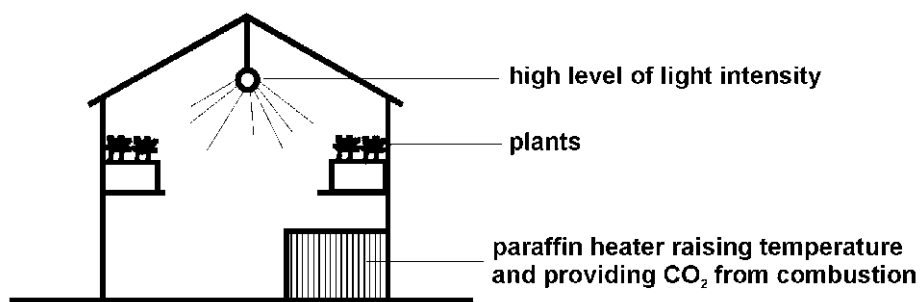 high level of light intensity
plants
paraffin heater raising temperature
and providing CO₂ from combustion